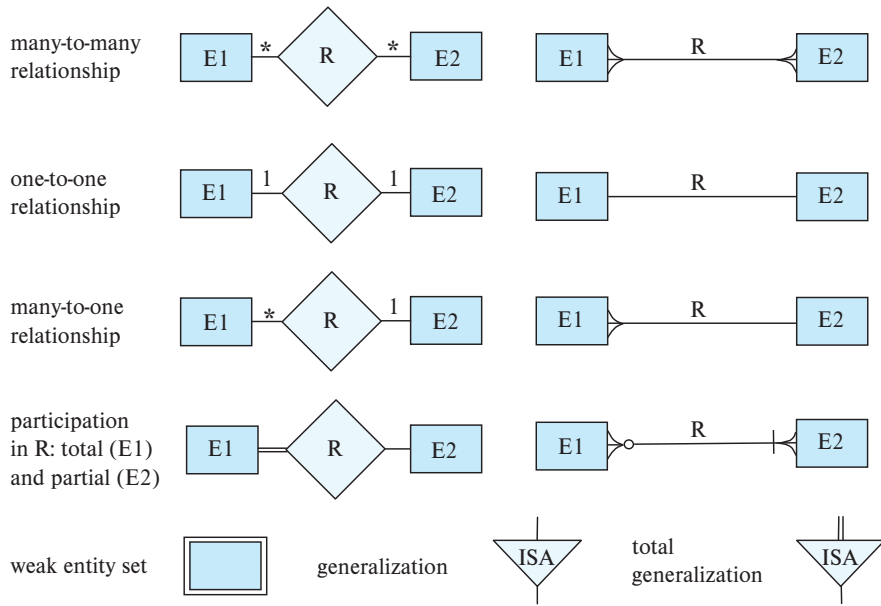 many-to-many
relationship
E1 * R * E2
E1 R E2
one-to-one
relationship
E1 1 R 1 E2
E1 R E2
many-to-one
relationship
E1 * R 1 E2
E1 R E2
participation
in R: total (E1)
and partial (E2)
E1 R E2
E1 R E2
weak entity set
generalization
ISA
total
generalization
ISA